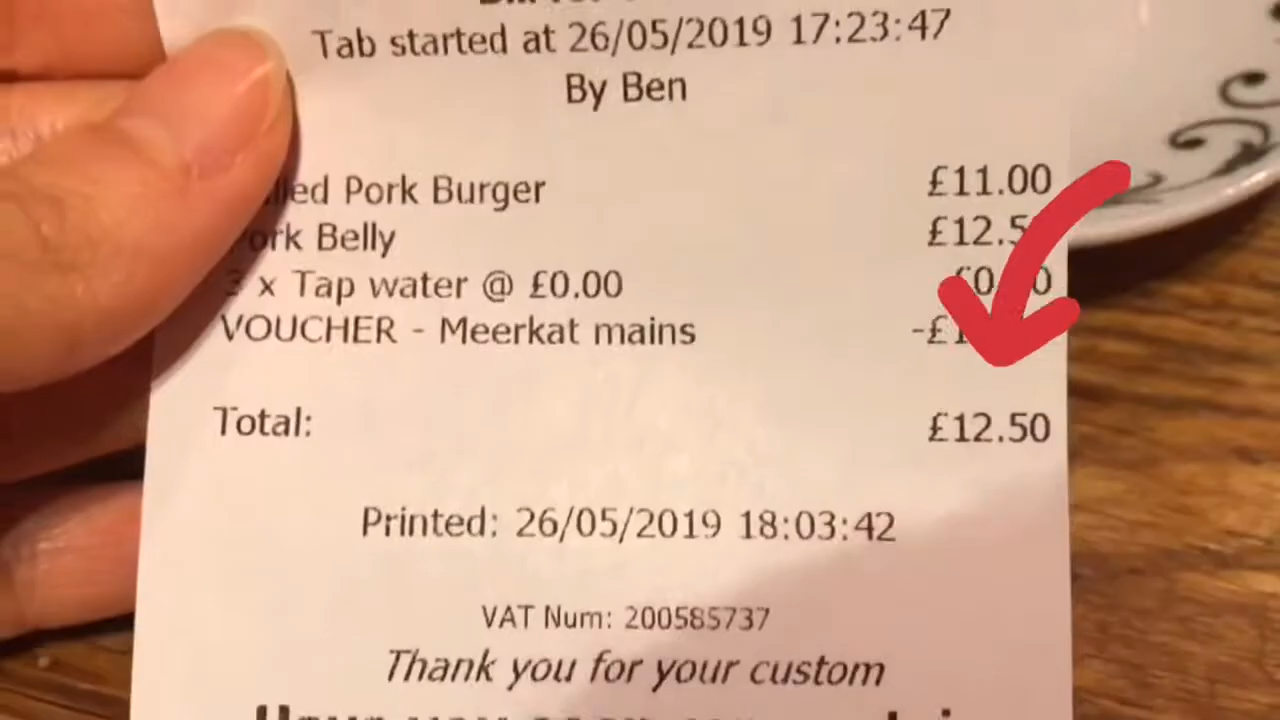 Tab started at 26/05/2019 17:23:47
By Ben
Pork Burger £11.00
Belly
x Tap water @ £0.00
VOUCHER - Meerkat mains
Total: £12.50
Printed: 26/05/2019 18:03:42
VAT Num: 200585737
Thank you for your custom